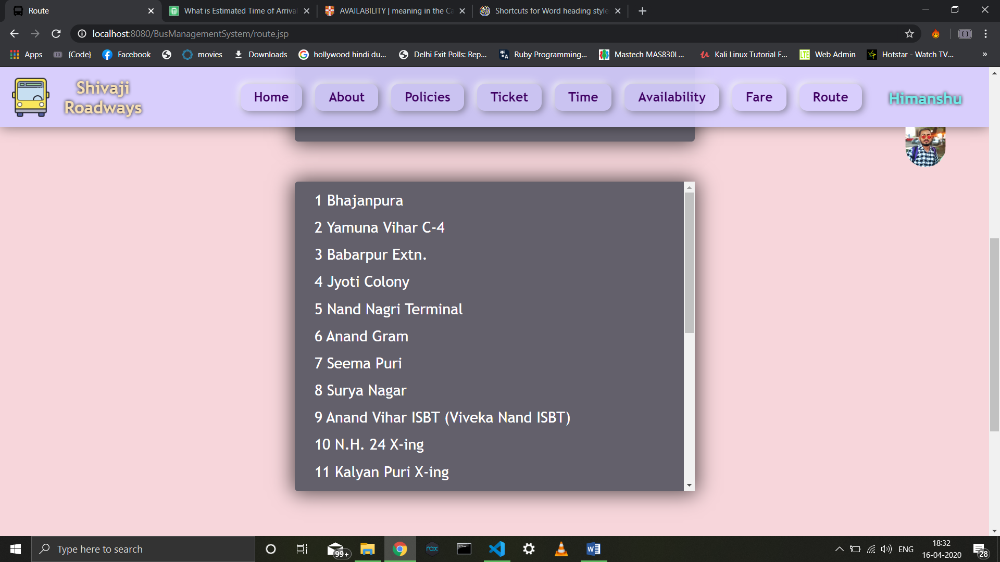 Route
What is Estimated Time of Arrival
AVAILABILITY | meaning in the Ca
Shortcuts for Word heading style
localhost:8080/BusManagementSystem/route.jsp
Apps
{Code}
Facebook
movies
Downloads
hollywood hindi du...
Delhi Exit Polls: Rep...
Ruby Programming...
Mastech MAS830L...
Kali Linux Tutorial F...
LTE
Web Admin
Hotstar - Watch TV...
»
Shivaji
Roadways
Home
About
Policies
Ticket
Time
Availability
Fare
Route
Himanshu
1 Bhajanpura
2 Yamuna Vihar C-4
3 Babarpur Extn.
4 Jyoti Colony
5 Nand Nagri Terminal
6 Anand Gram
7 Seema Puri
8 Surya Nagar
9 Anand Vihar ISBT (Viveka Nand ISBT)
10 N.H. 24 X-ing
11 Kalyan Puri X-ing
Type here to search
99+
nox
ENG
18:32
16-04-2020
28